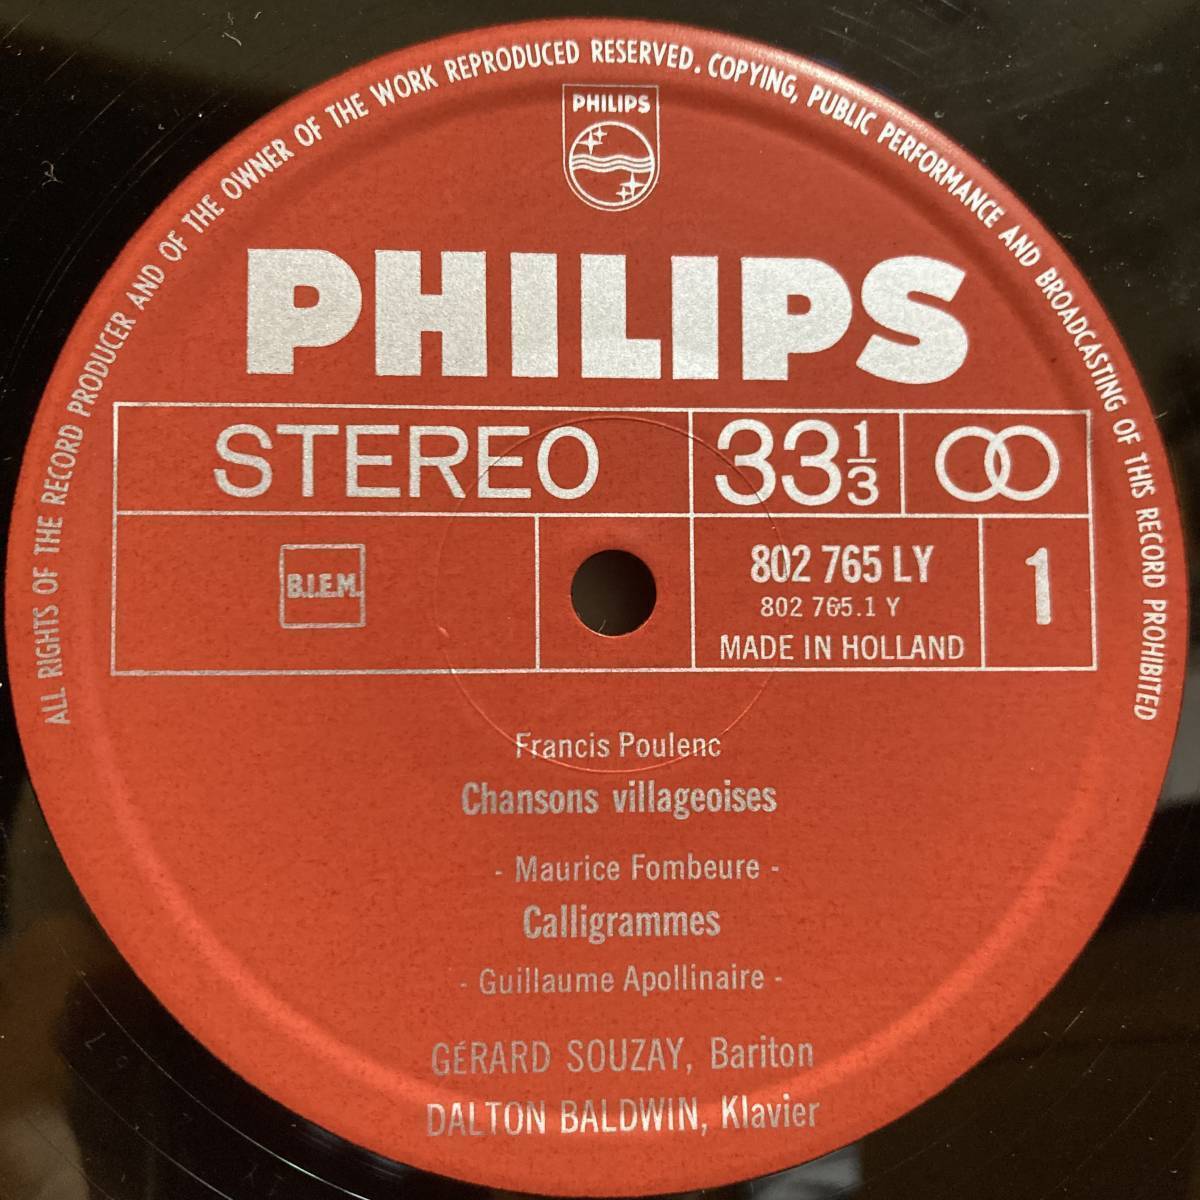 ALL RIGHTS OF THE RECORD PRODUCER AND OF THE OWNER OF THE WORK REPRODUCED RESERVED. COPYING, PUBLIC PERFORMANCE AND BROADCASTING OF THIS RECORD PROHIBITED
PHILIPS
PHILIPS
STEREO
33 1/3
B.I.E.M.
802 765 LY
802 765.1 Y
MADE IN HOLLAND
1
Francis Poulenc
Chansons villageoises
- Maurice Fombeure -
Calligrammes
- Guillaume Apollinaire -
GÉRARD SOUZAY, Bariton
DALTON BALDWIN, Klavier